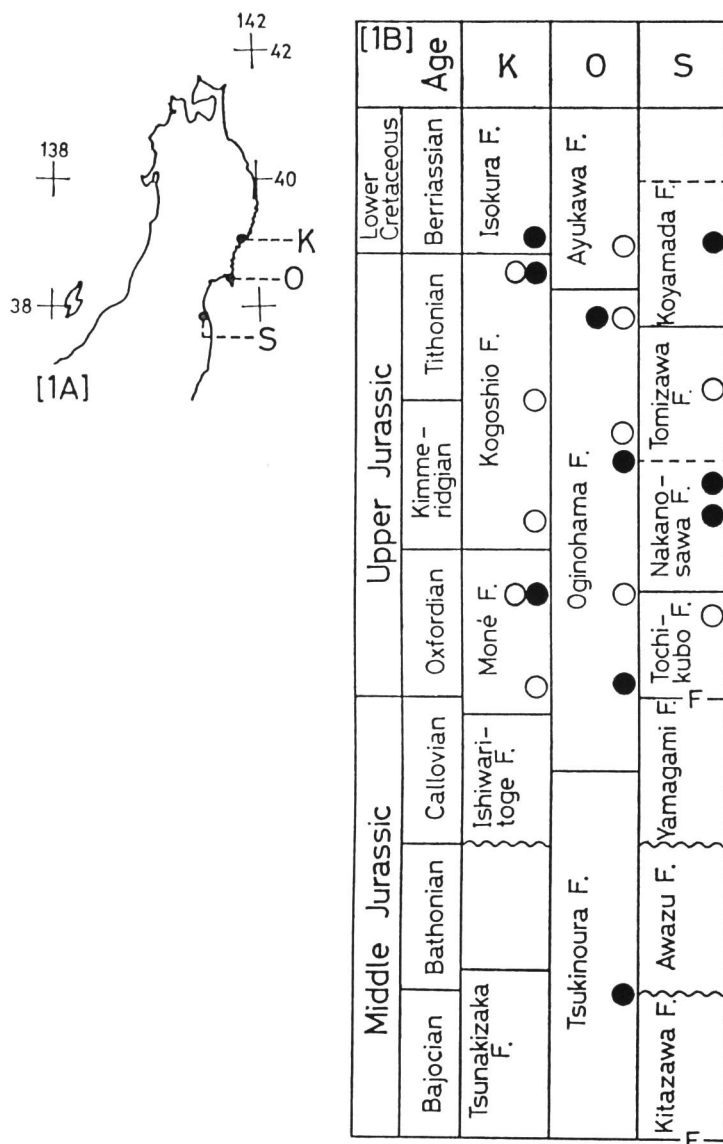 142
42
138
40
K
O
38
S
[1A]
[1B]
Age
K
O
S
Lower
Cretaceous
Berriassian
Isokura F.
Ayukawa F.
Koyamada F.
Upper Jurassic
Tithonian
Kogoshio F.
Oginohama F.
Tomizawa
F.
Kimme-
ridgian
Nakano-
sawa F.
Oxfordian
Moné F.
Tochi-
kubo F.
F
Middle Jurassic
Callovian
Ishiwari-
toge F.
Tsukinoura F.
Yamagami F.
Bathonian
Awazu F.
Bajocian
Tsunakizaka
F.
Kitazawa F.
F